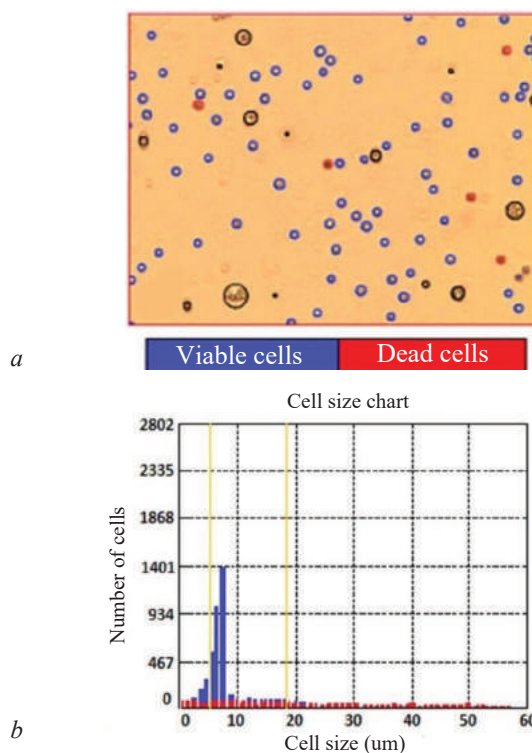 a
Viable cells Dead cells
Cell size chart
2802
2335
1868
1401
934
467
0
Number of cells
0 10 20 30 40 50 60
Cell size (um)
b